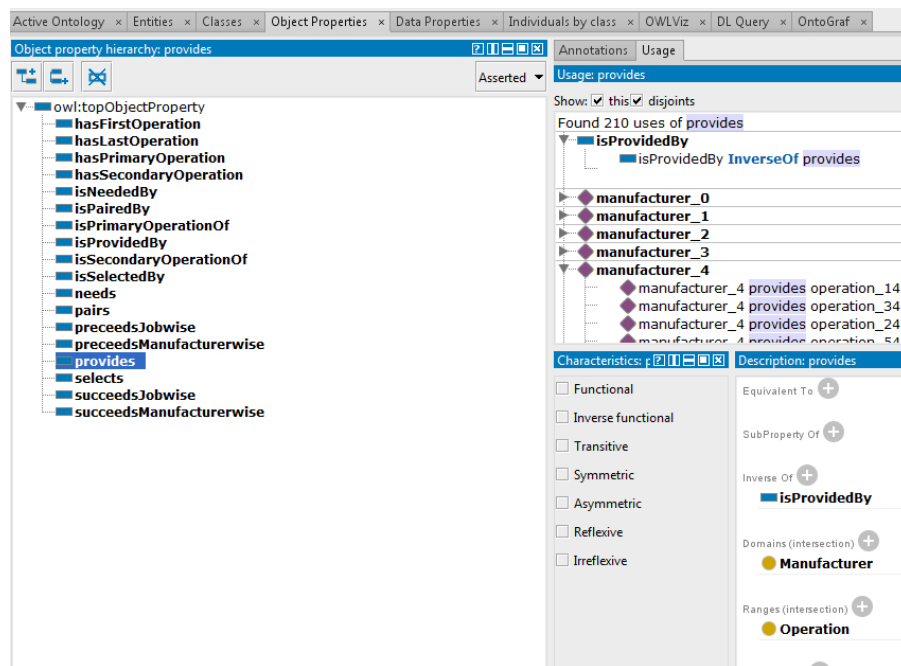 Active Ontology × Entities × Classes × Object Properties × Data Properties × Individuals by class × OWLViz × DL Query × OntoGraf ×
Object property hierarchy: provides
Asserted
owl:topObjectProperty
hasFirstOperation
hasLastOperation
hasPrimaryOperation
hasSecondaryOperation
isNeededBy
isPairedBy
isPrimaryOperationOf
isProvidedBy
isSecondaryOperationOf
isSelectedBy
needs
pairs
preceedsJobwise
preceedsManufacturerwise
provides
selects
succeedsJobwise
succeedsManufacturerwise
Annotations Usage
Usage: provides
Show: this disjoints
Found 210 uses of provides
isProvidedBy
isProvidedBy InverseOf provides
manufacturer_0
manufacturer_1
manufacturer_2
manufacturer_3
manufacturer_4
manufacturer_4 provides operation_14
manufacturer_4 provides operation_34
manufacturer_4 provides operation_24
manufacturer_4 provides operation_54
Characteristics: p
Functional
Inverse functional
Transitive
Symmetric
Asymmetric
Reflexive
Irreflexive
Description: provides
Equivalent To
SubProperty Of
Inverse Of
isProvidedBy
Domains (intersection)
Manufacturer
Ranges (intersection)
Operation